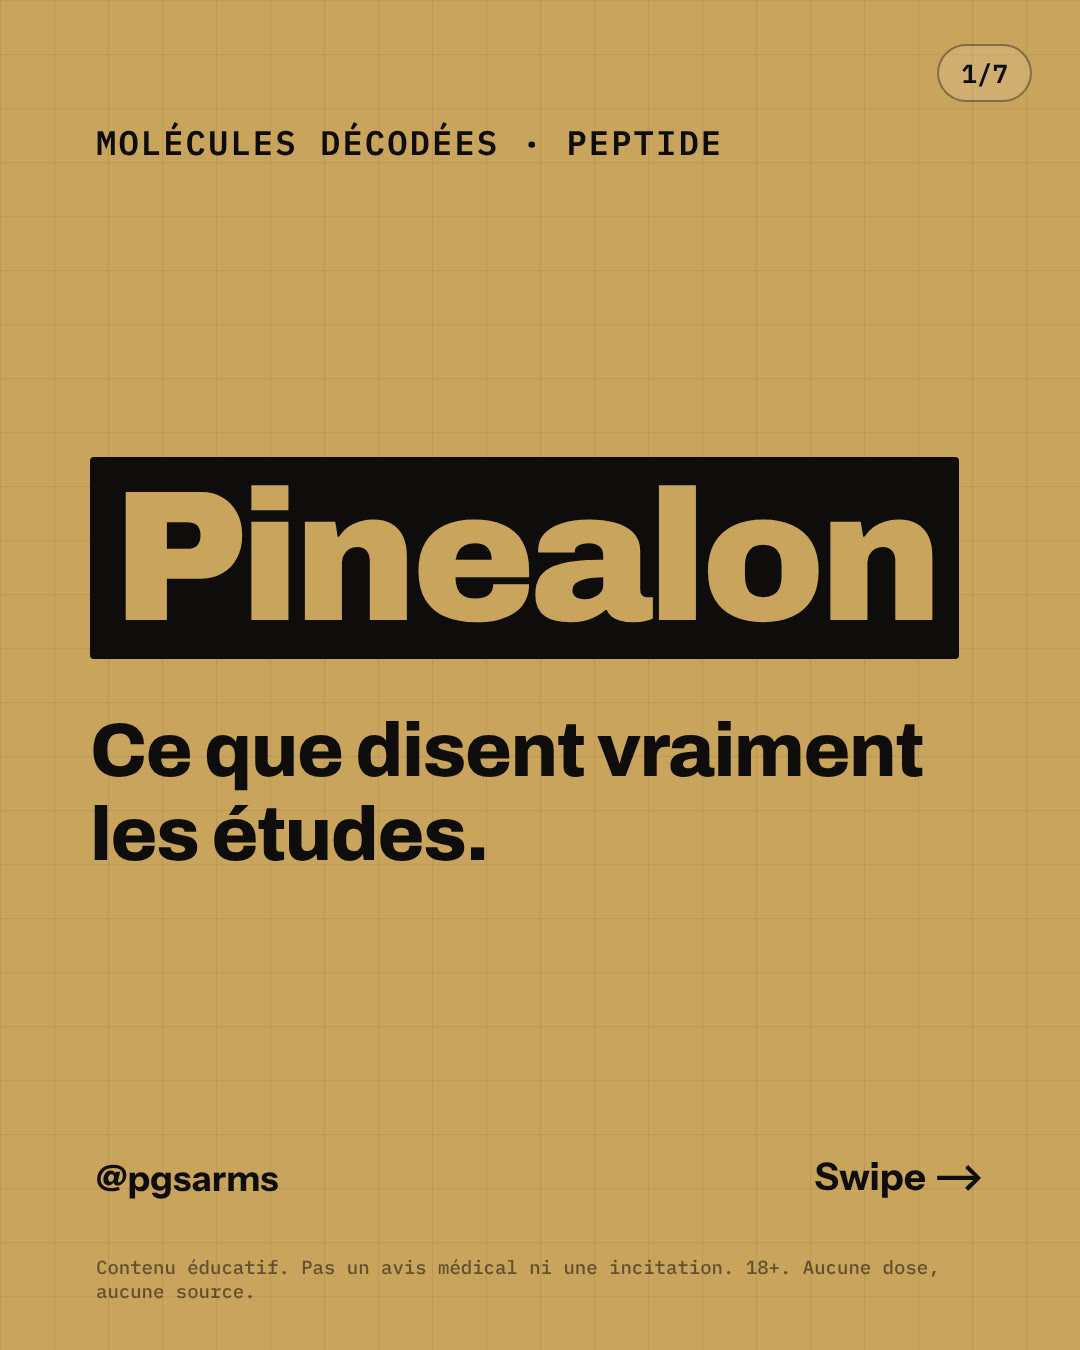 1/7
MOLÉCULES DÉCODÉES · PEPTIDE
Pinealon
Ce que disent vraiment
les études.
@pgsarms
Swipe →
Contenu éducatif. Pas un avis médical ni une incitation. 18+. Aucune dose,
aucune source.